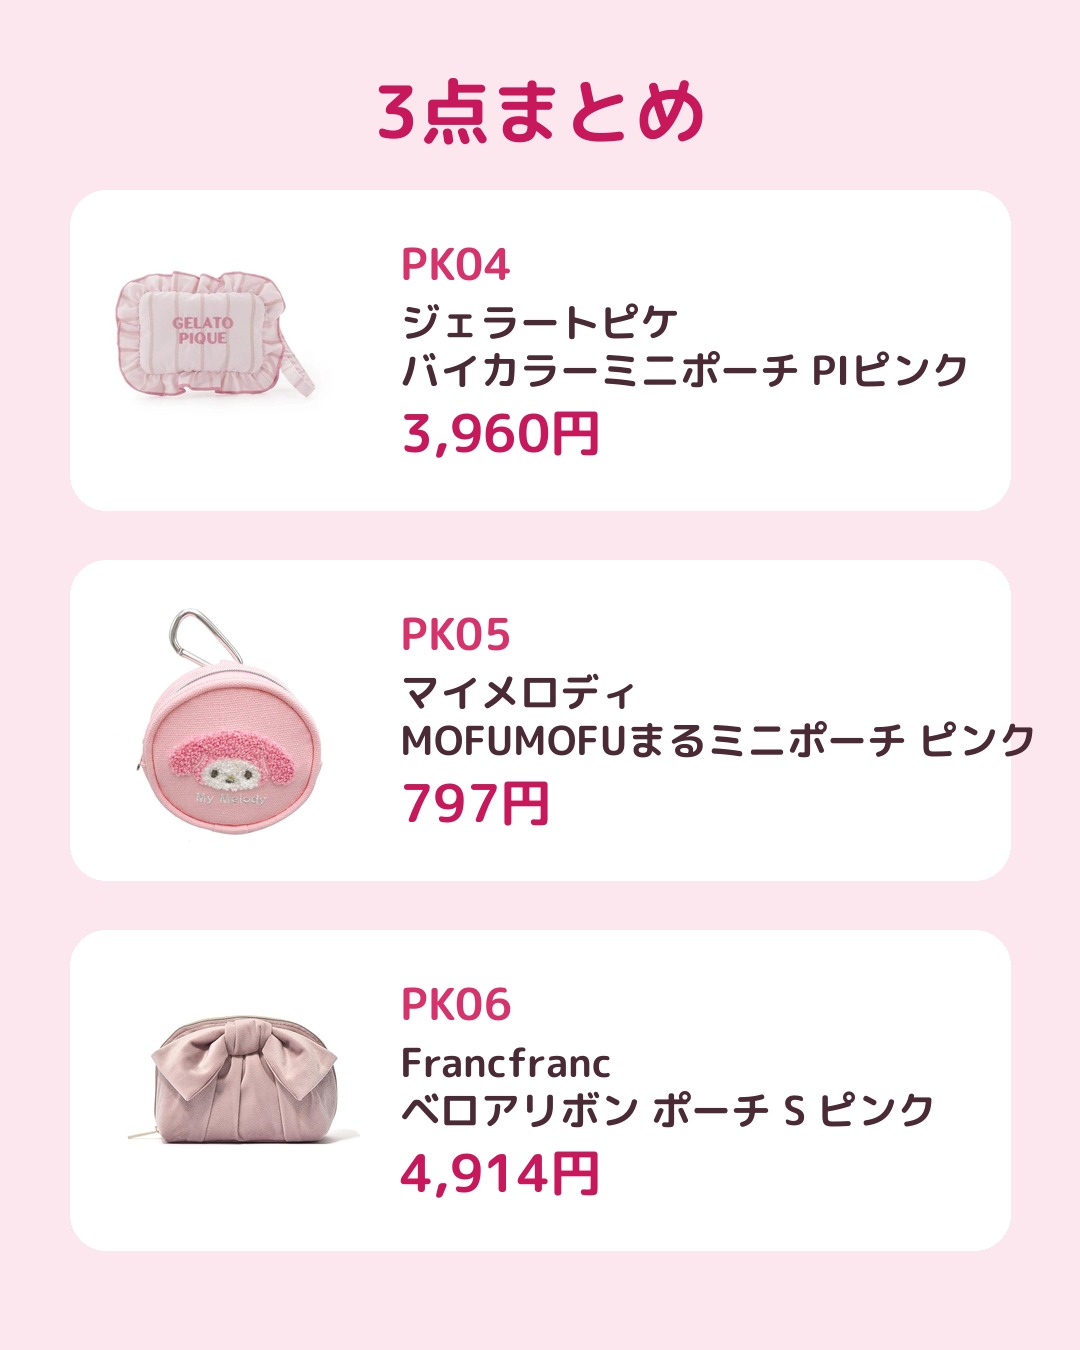 3点まとめ
GELATO
PIQUE
PK04
ジェラートピケ
バイカラーミニポーチ PIピンク
3,960円
My Melody
PK05
マイメロディ
MOFUMOFUまるミニポーチ ピンク
797円
PK06
Francfranc
ベロアリボン ポーチ S ピンク
4,914円